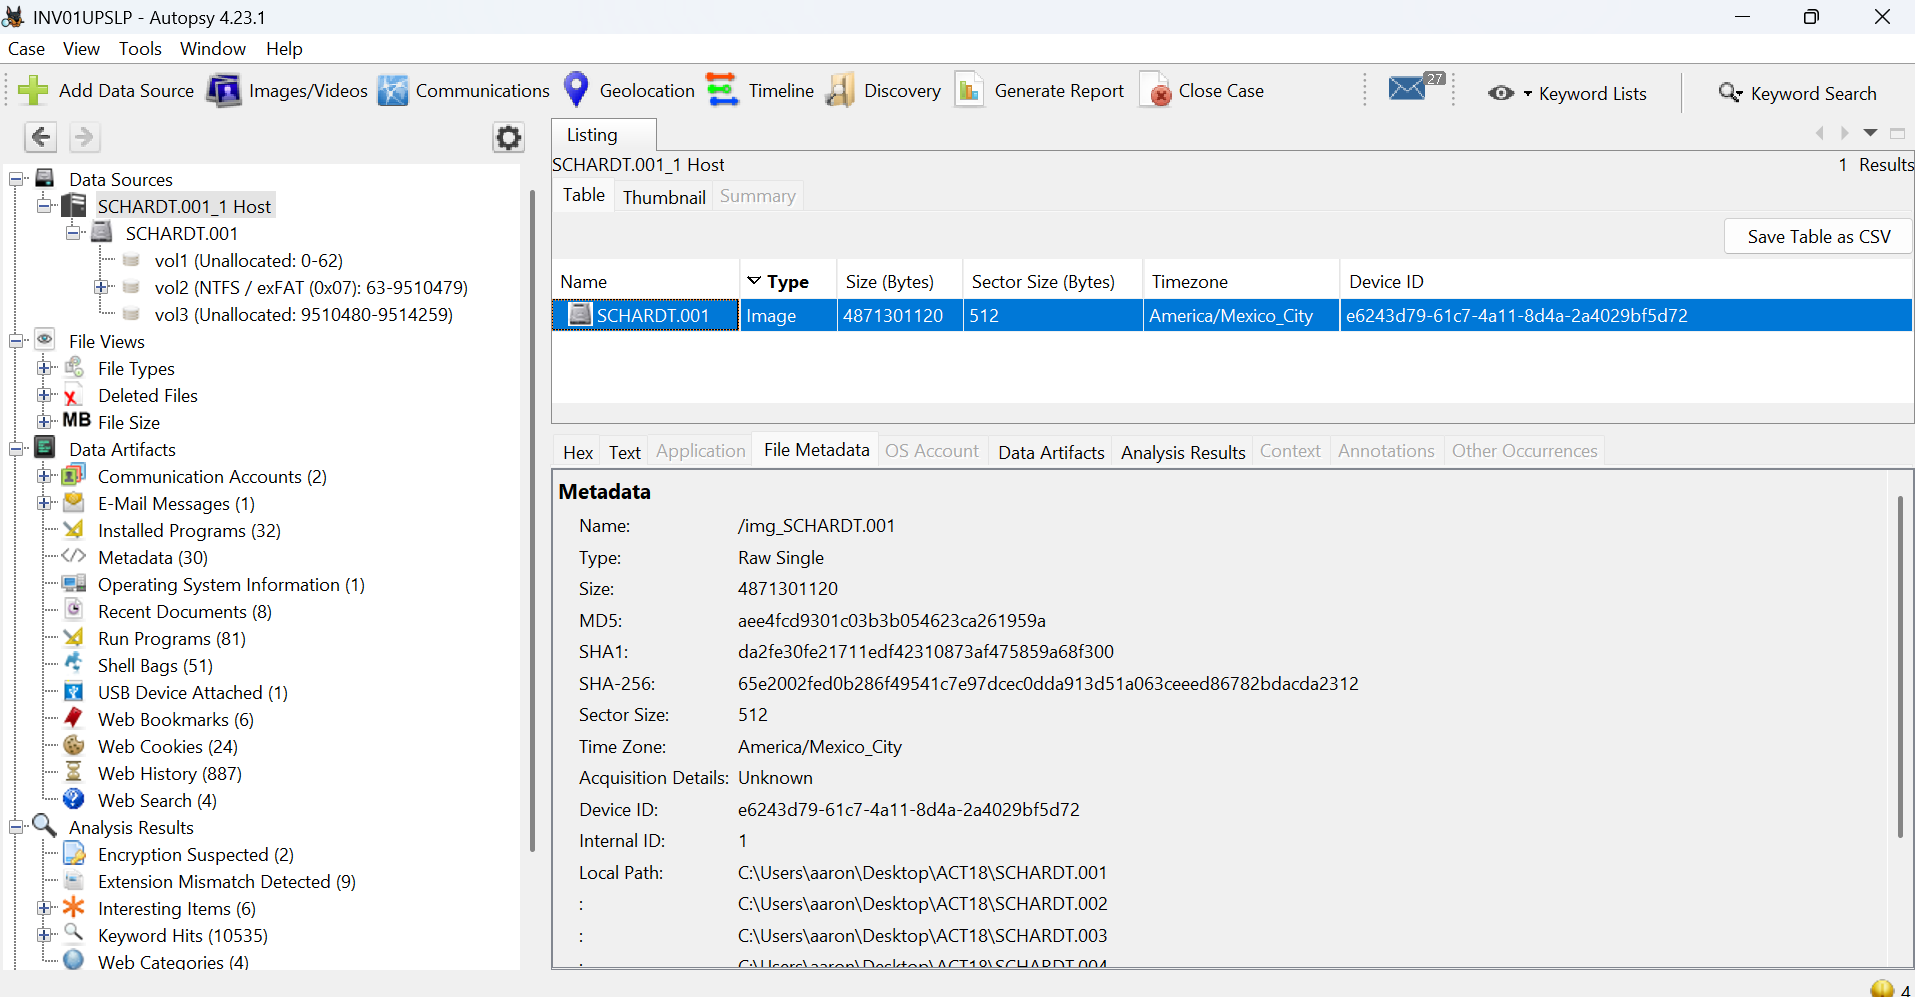 INV01UPSLP - Autopsy 4.23.1
Case View Tools Window Help
Add Data Source Images/Videos Communications Geolocation Timeline Discovery Generate Report Close Case 27 Keyword Lists Keyword Search
Data Sources
SCHARDT.001_1 Host
SCHARDT.001
vol1 (Unallocated: 0-62)
vol2 (NTFS / exFAT (0x07): 63-9510479)
vol3 (Unallocated: 9510480-9514259)
File Views
File Types
Deleted Files
MB File Size
Data Artifacts
Communication Accounts (2)
E-Mail Messages (1)
Installed Programs (32)
Metadata (30)
Operating System Information (1)
Recent Documents (8)
Run Programs (81)
Shell Bags (51)
USB Device Attached (1)
Web Bookmarks (6)
Web Cookies (24)
Web History (887)
Web Search (4)
Analysis Results
Encryption Suspected (2)
Extension Mismatch Detected (9)
Interesting Items (6)
Keyword Hits (10535)
Web Categories (4)
Listing
SCHARDT.001_1 Host 1 Results
Table Thumbnail Summary
Save Table as CSV
Name Type Size (Bytes) Sector Size (Bytes) Timezone Device ID
SCHARDT.001 Image 4871301120 512 America/Mexico_City e6243d79-61c7-4a11-8d4a-2a4029bf5d72
Hex Text Application File Metadata OS Account Data Artifacts Analysis Results Context Annotations Other Occurrences
Metadata
Name: /img_SCHARDT.001
Type: Raw Single
Size: 4871301120
MD5: aee4fcd9301c03b3b054623ca261959a
SHA1: da2fe30fe21711edf42310873af475859a68f300
SHA-256: 65e2002fed0b286f49541c7e97dcec0dda913d51a063ceeed86782bdacda2312
Sector Size: 512
Time Zone: America/Mexico_City
Acquisition Details: Unknown
Device ID: e6243d79-61c7-4a11-8d4a-2a4029bf5d72
Internal ID: 1
Local Path: C:\Users\aaron\Desktop\ACT18\SCHARDT.001
: C:\Users\aaron\Desktop\ACT18\SCHARDT.002
: C:\Users\aaron\Desktop\ACT18\SCHARDT.003
: C:\Users\aaron\Desktop\ACT18\SCHARDT.004
4